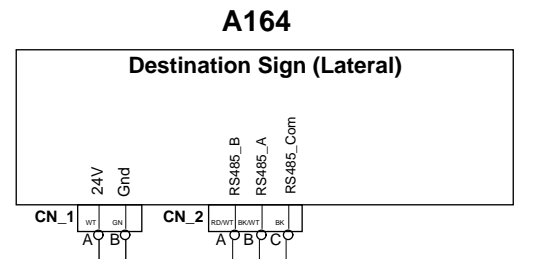 A164
Destination Sign (Lateral)
24V
Gnd
RS485_B
RS485_A
RS485_Com
CN_1 WT GN CN_2 RD/WT BK/WT BK
A B A B C